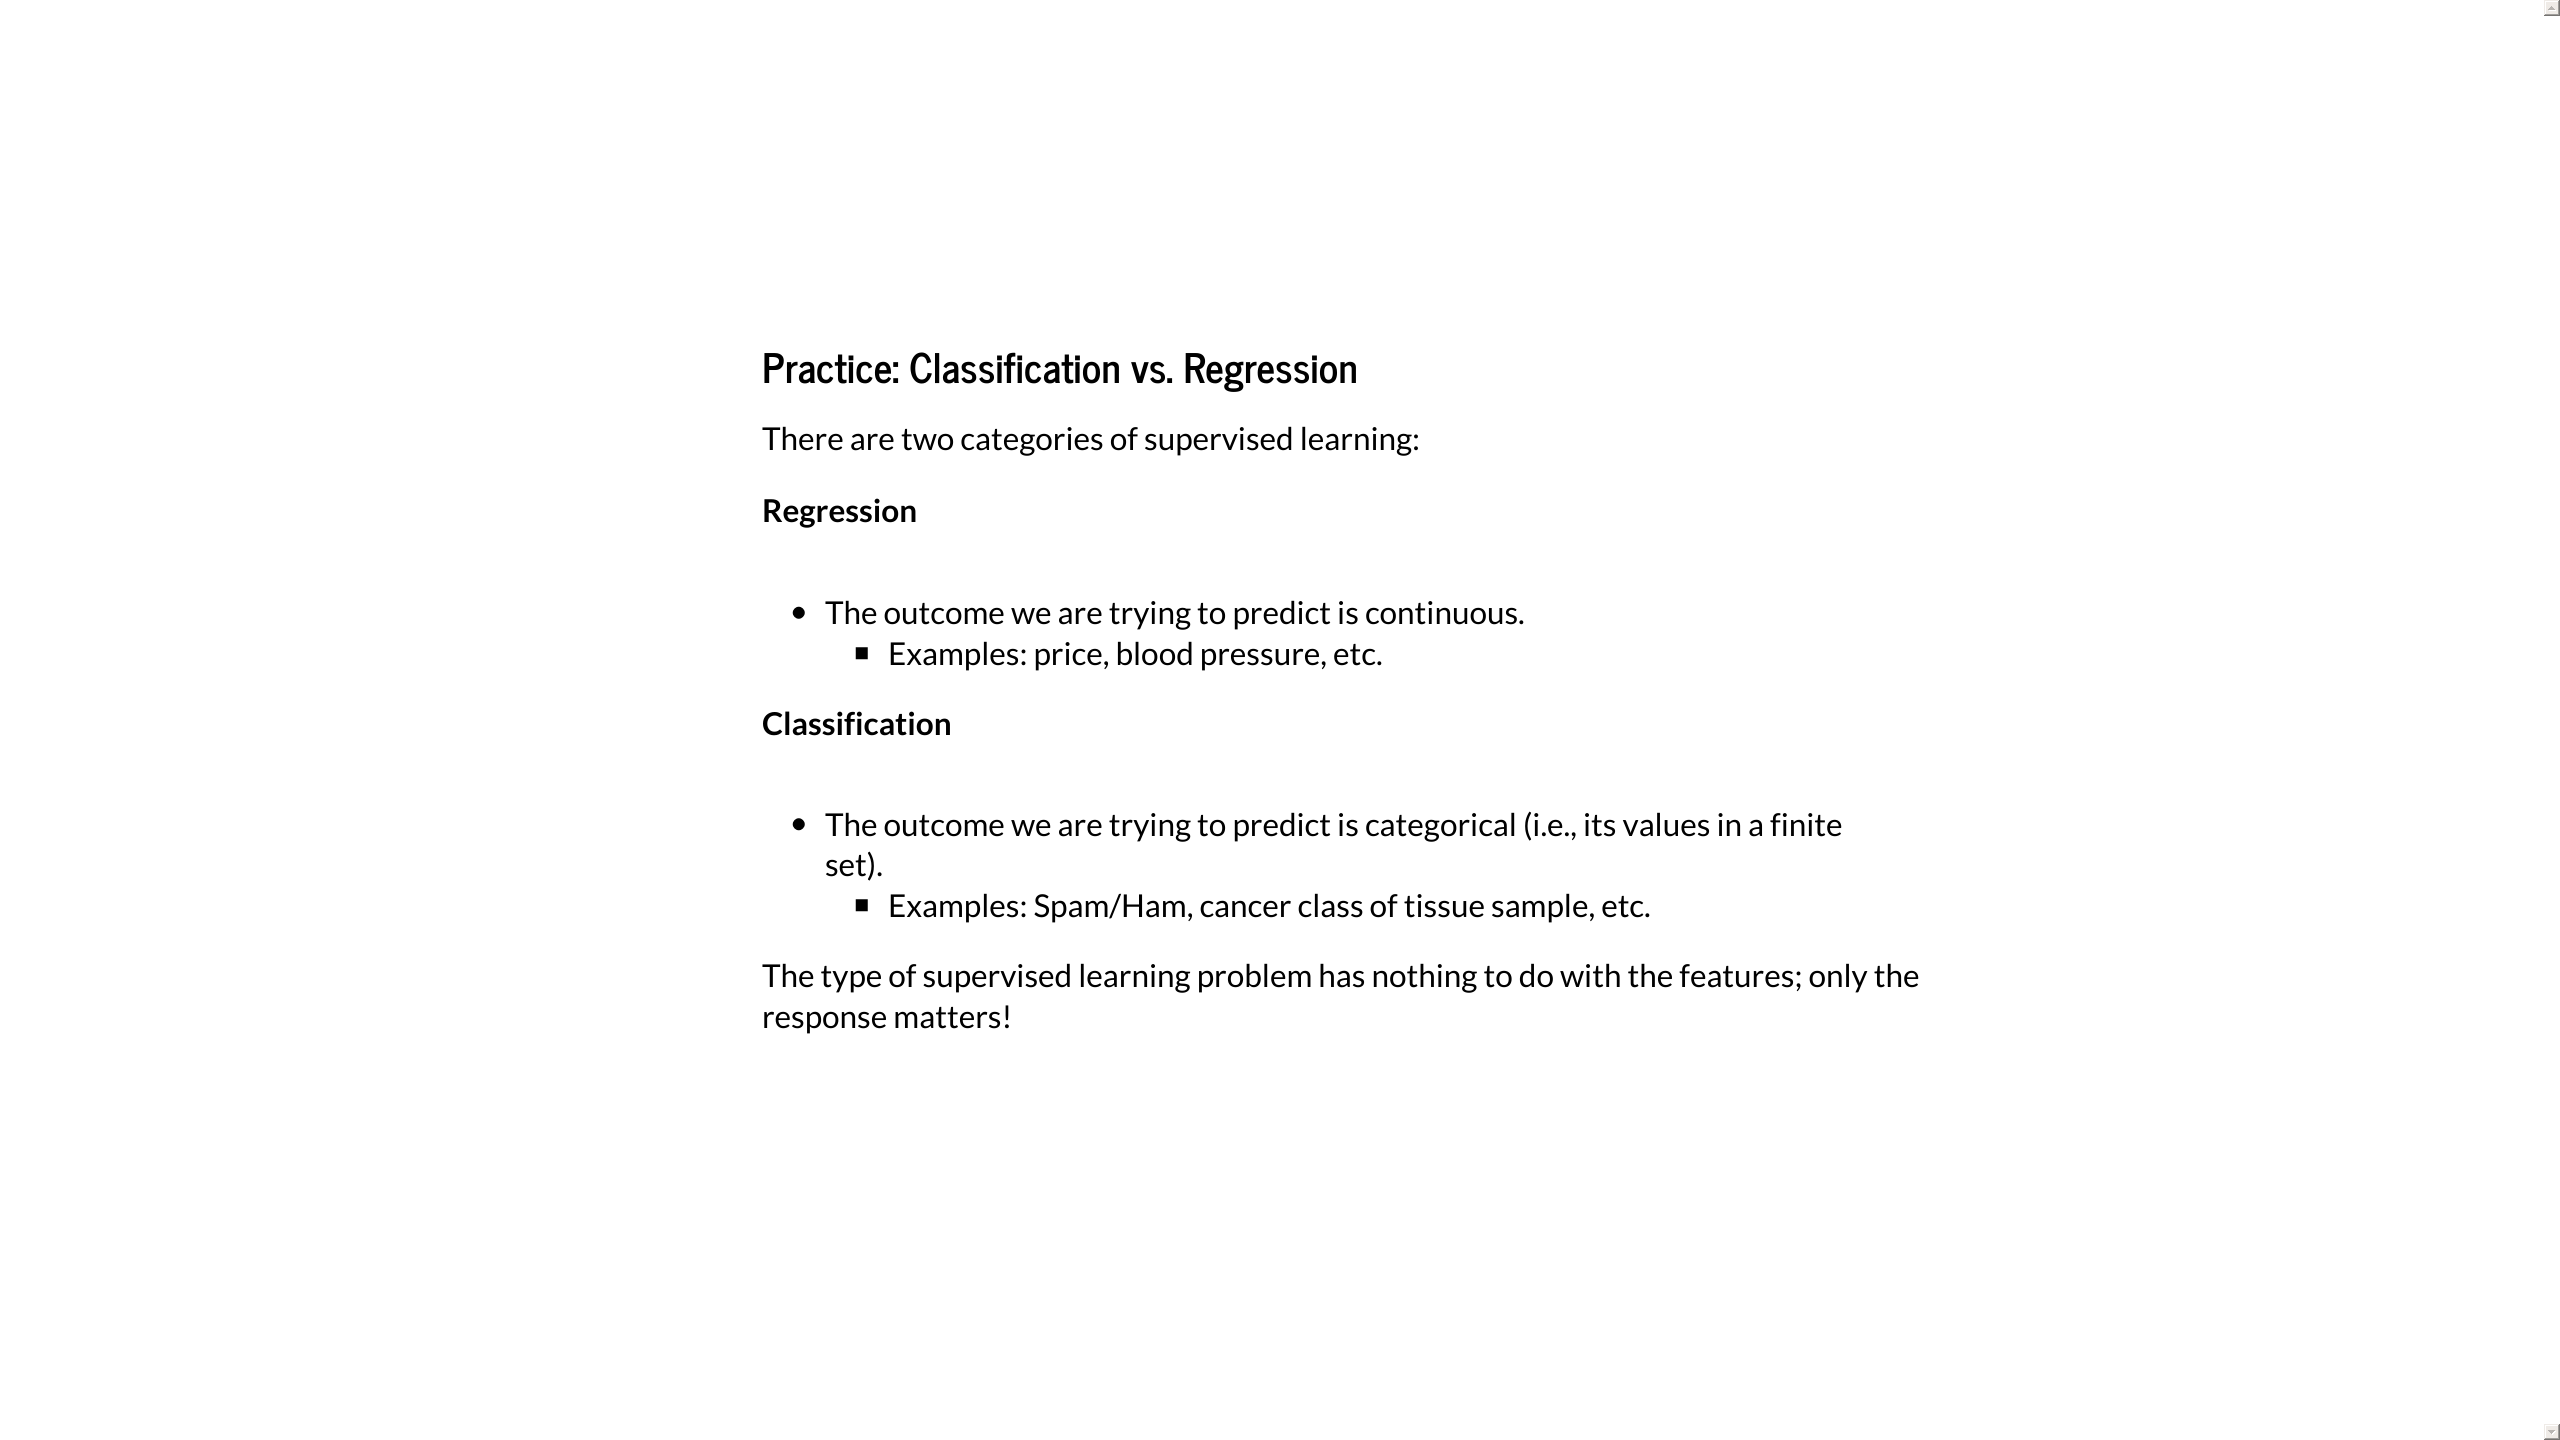 Practice: Classification vs. Regression
There are two categories of supervised learning:
Regression
• The outcome we are trying to predict is continuous.
▪ Examples: price, blood pressure, etc.
Classification
• The outcome we are trying to predict is categorical (i.e., its values in a finite
set).
▪ Examples: Spam/Ham, cancer class of tissue sample, etc.
The type of supervised learning problem has nothing to do with the features; only the
response matters!